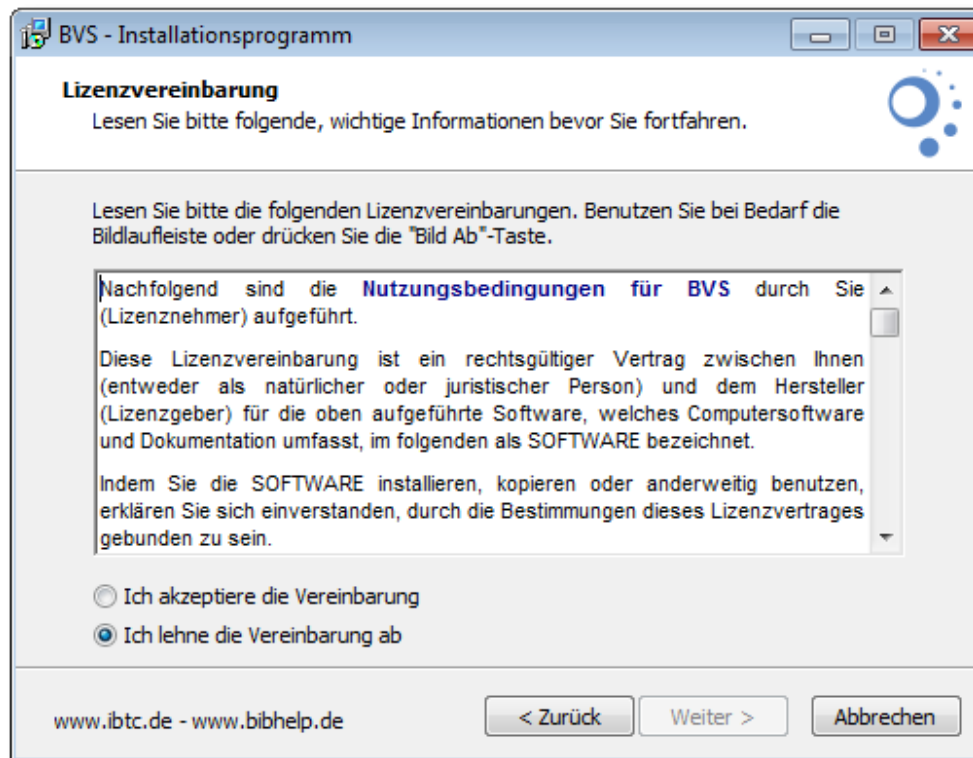 BVS - Installationsprogramm
Lizenzvereinbarung
Lesen Sie bitte folgende, wichtige Informationen bevor Sie fortfahren.
Lesen Sie bitte die folgenden Lizenzvereinbarungen. Benutzen Sie bei Bedarf die
Bildlaufleiste oder drücken Sie die "Bild Ab"-Taste.
Nachfolgend sind die Nutzungsbedingungen für BVS durch Sie
(Lizenznehmer) aufgeführt.
Diese Lizenzvereinbarung ist ein rechtsgültiger Vertrag zwischen Ihnen
(entweder als natürlicher oder juristischer Person) und dem Hersteller
(Lizenzgeber) für die oben aufgeführte Software, welches Computersoftware
und Dokumentation umfasst, im folgenden als SOFTWARE bezeichnet.
Indem Sie die SOFTWARE installieren, kopieren oder anderweitig benutzen,
erklären Sie sich einverstanden, durch die Bestimmungen dieses Lizenzvertrages
gebunden zu sein.
Ich akzeptiere die Vereinbarung
Ich lehne die Vereinbarung ab
www.ibtc.de - www.bibhelp.de
< Zurück
Weiter >
Abbrechen